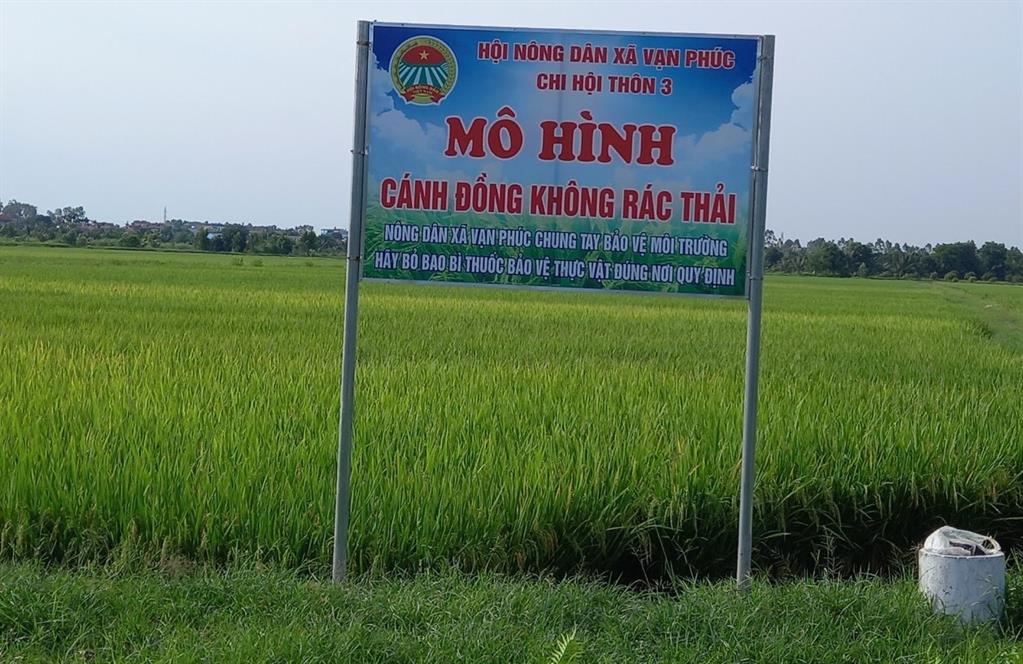 HỘI NÔNG DÂN XÃ VẠN PHÚC
CHI HỘI THÔN 3
MÔ HÌNH
CÁNH ĐỒNG KHÔNG RÁC THẢI
NÔNG DÂN XÃ VẠN PHÚC CHUNG TAY BẢO VỆ MÔI TRƯỜNG
HÃY BỎ BAO BÌ THUỐC BẢO VỆ THỰC VẬT ĐÚNG NƠI QUY ĐỊNH